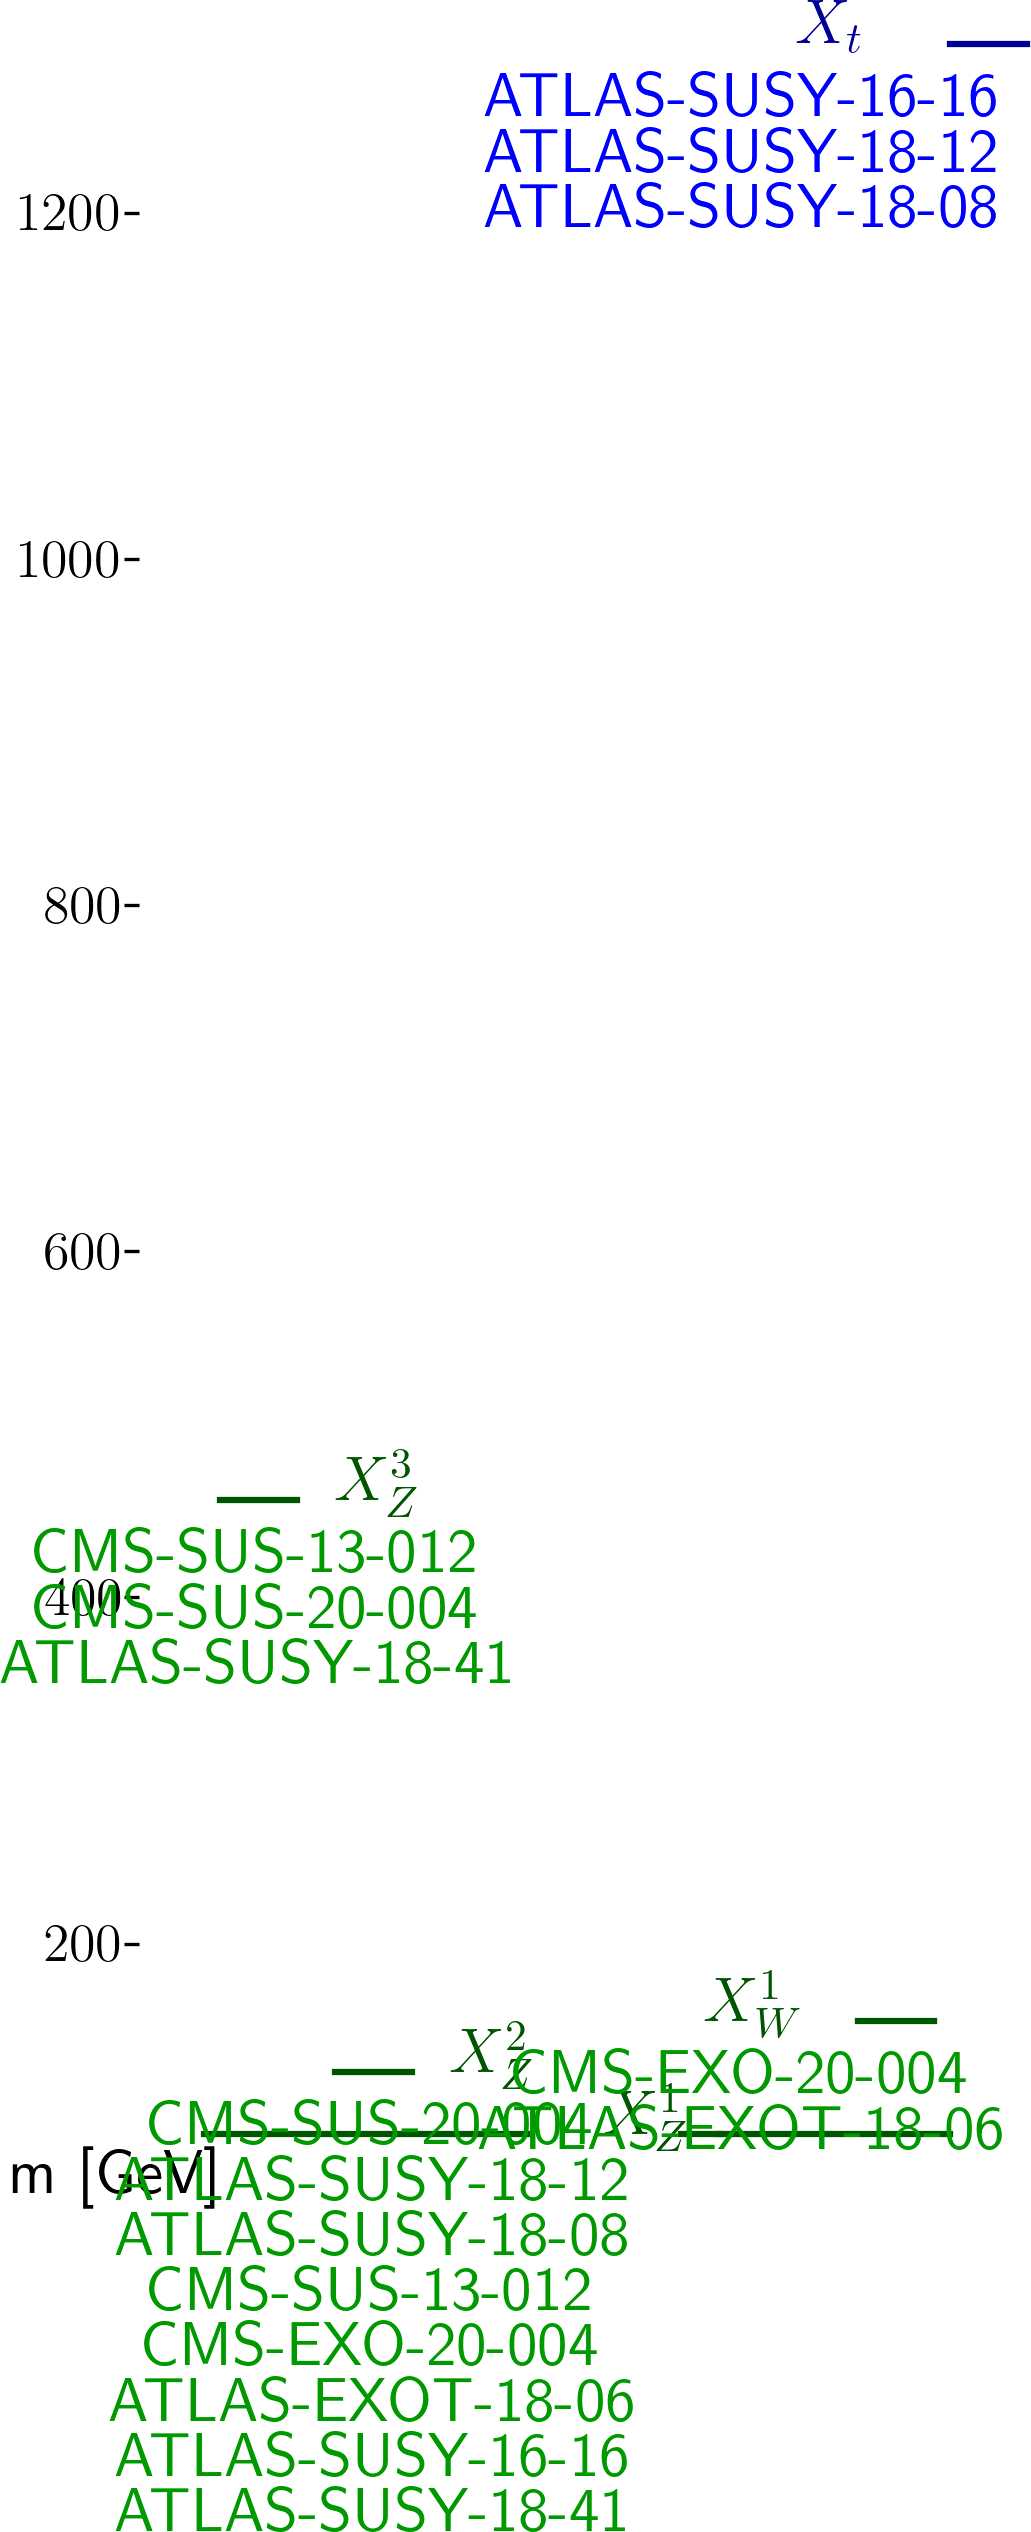 X_t
ATLAS-SUSY-16-16
ATLAS-SUSY-18-12
ATLAS-SUSY-18-08
1200-
1000-
800-
600-
X_Z^3
CMS-SUS-13-012
400-
CMS-SUS-20-004
ATLAS-SUSY-18-41
200-
X_W^1
X_Z^2
CMS-EXO-20-004
X_Z^1
CMS-SUS-20-004
ATLAS-EXOT-18-06
m [GeV]
ATLAS-SUSY-18-12
ATLAS-SUSY-18-08
CMS-SUS-13-012
CMS-EXO-20-004
ATLAS-EXOT-18-06
ATLAS-SUSY-16-16
ATLAS-SUSY-18-41